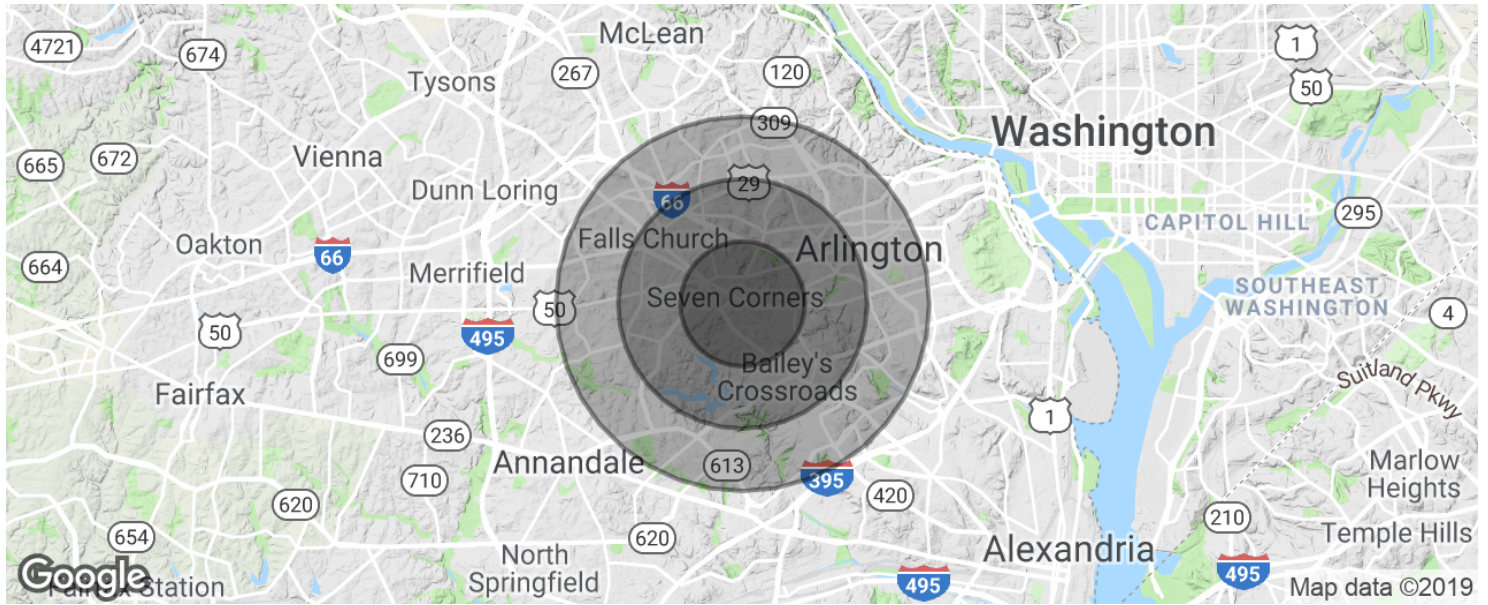 McLean
1
4721
674
Tysons
267
120
50
309
Washington
665
672
Vienna
Dunn Loring
66
29
295
CAPITOL HILL
Oakton
66
Falls Church
Arlington
664
Merrifield
SOUTHEAST
WASHINGTON
50
Seven Corners
4
50
495
699
Bailey's
Crossroads
Suitland Pkwy
Fairfax
1
236
Annandale
613
395
Marlow
Heights
710
420
620
210
654
620
Temple Hills
North
Springfield
Alexandria
495
495
Google
Fairfax Station
Map data ©2019